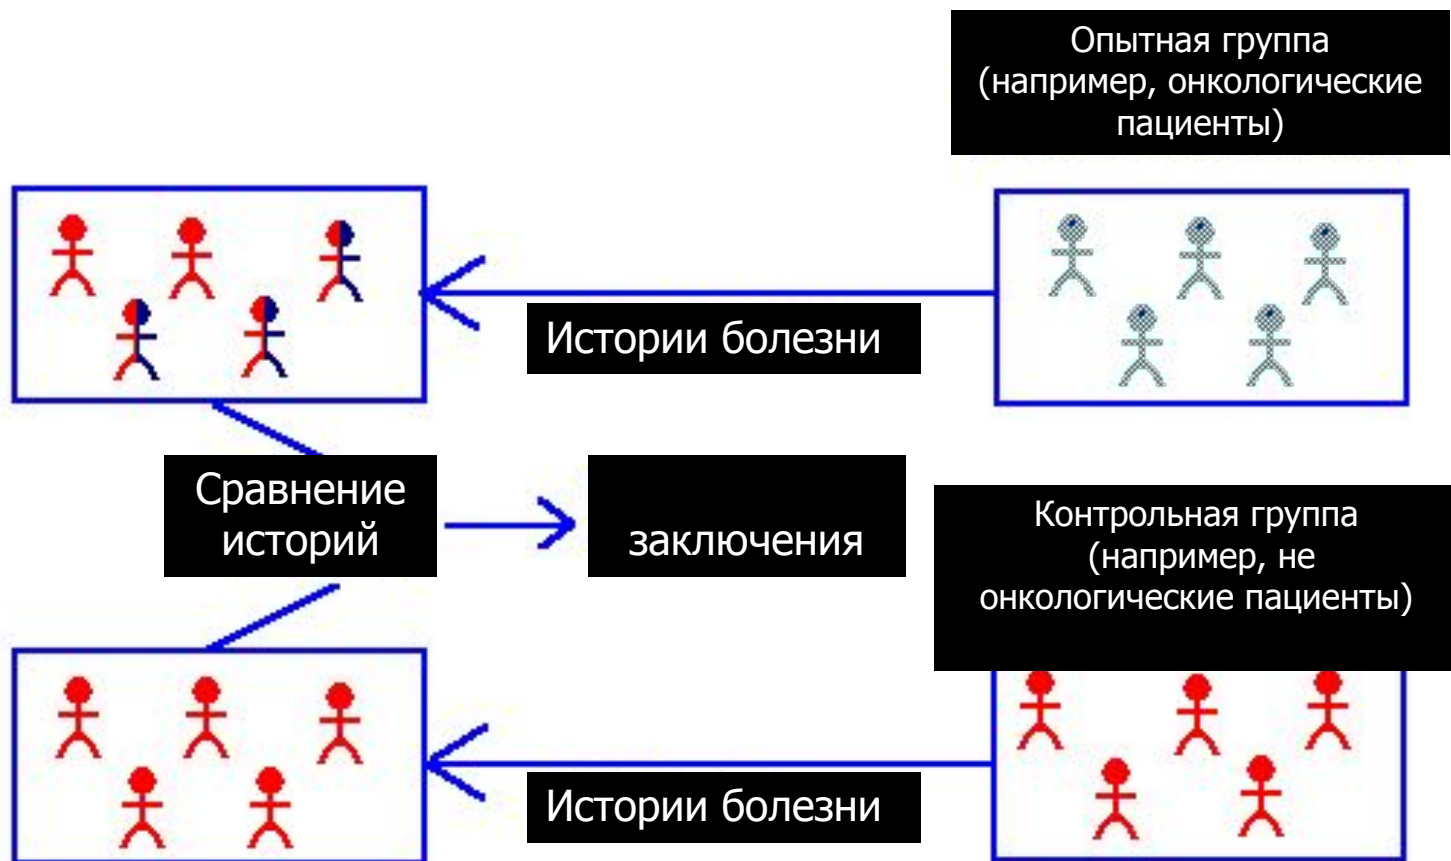 Опытная группа
(например, онкологические
пациенты)
Истории болезни
Сравнение
историй
заключения
Контрольная группа
(например, не
онкологические пациенты)
Истории болезни